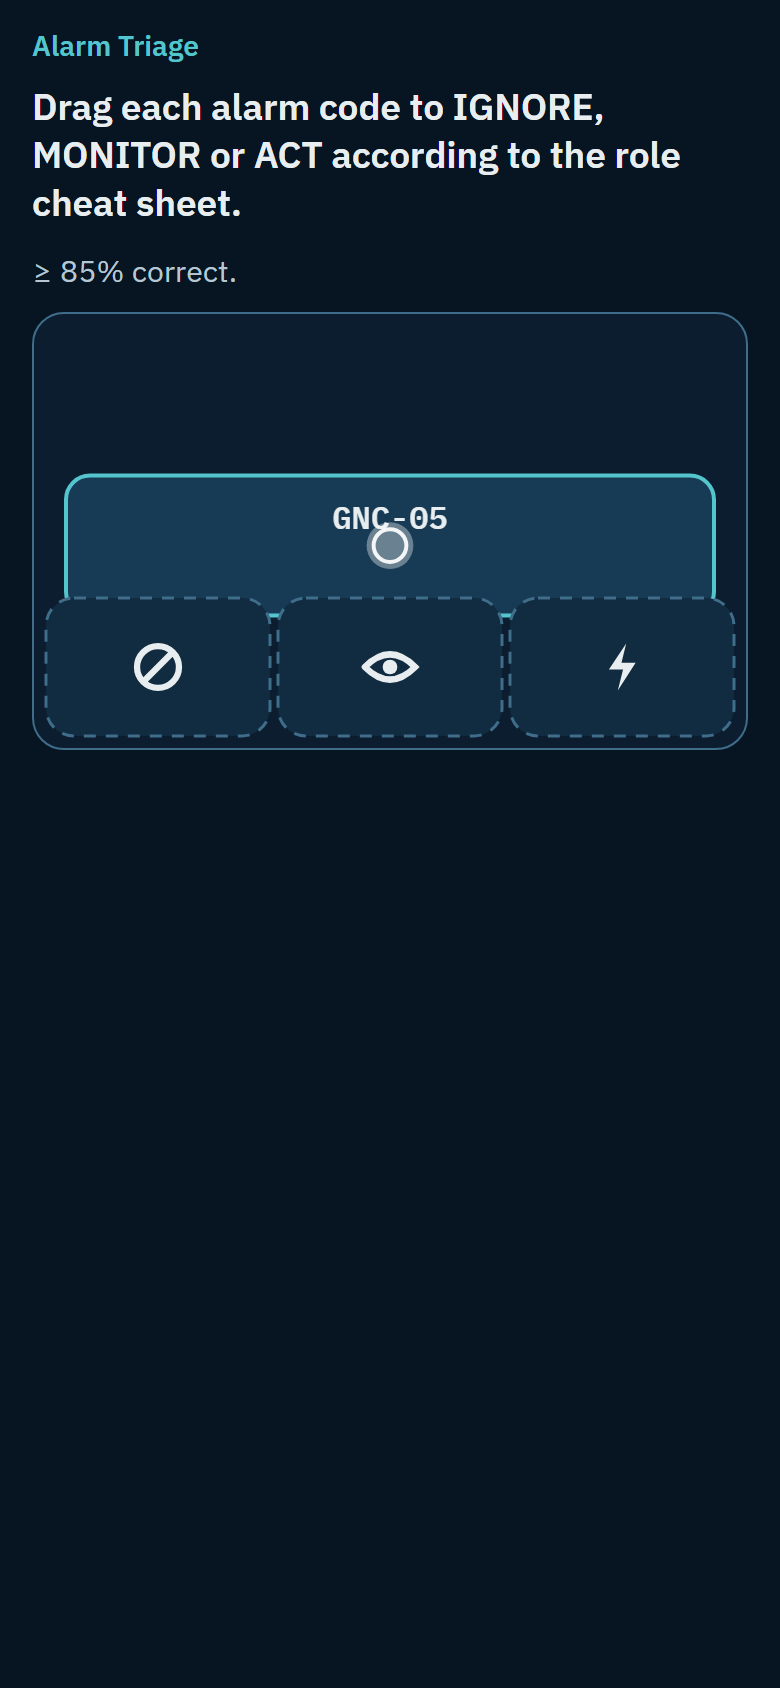 Alarm Triage
Drag each alarm code to IGNORE,
MONITOR or ACT according to the role
cheat sheet.
≥ 85% correct.
GNC-05